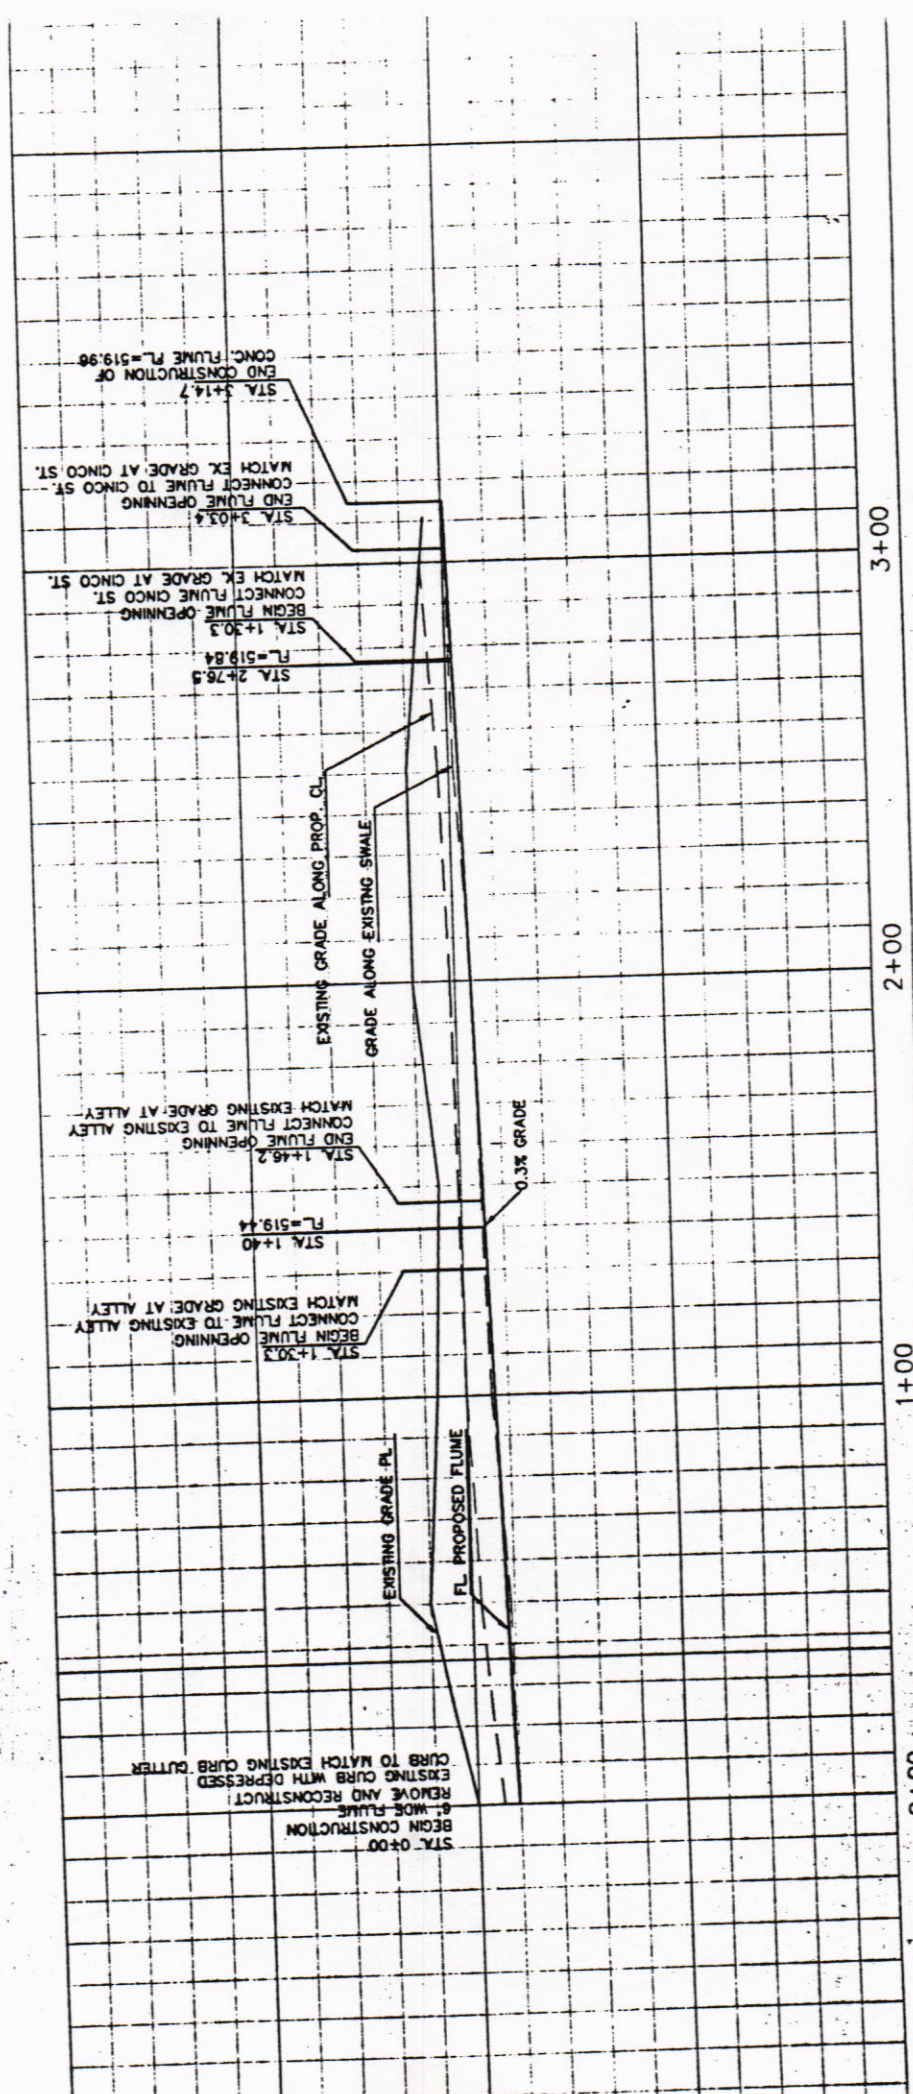 STA. 0+00
BEGIN CONSTRUCTION
6' WIDE FLUME
REMOVE AND RECONSTRUCT
EXISTING CURB WITH DEPRESSED
CURB TO MATCH EXISTING CURB GUTTER
EXISTING GRADE PL
FL PROPOSED FLUME
STA. 1+30.3
BEGIN FLUME OPENNING
CONNECT FLUME TO EXISTING ALLEY
MATCH EXISTING GRADE AT ALLEY
STA. 1+40
FL=519.44
0.3% GRADE
STA. 1+46.2
END FLUME OPENNING
CONNECT FLUME TO EXISTING ALLEY
MATCH EXISTING GRADE AT ALLEY
EXISTING GRADE ALONG PROP. CL
GRADE ALONG EXISTNG SWALE
STA. 2+76.5
FL=519.84
STA. 1+30.3
BEGIN FLUME OPENNING
CONNECT FLUME CINCO ST.
MATCH EX. GRADE AT CINCO ST.
STA. 3+03.4
END FLUME OPENNING
CONNECT FLUME TO CINCO ST.
MATCH EX. GRADE AT CINCO ST.
STA. 3+14.7
END CONSTRUCTION OF
CONC. FLUME FL=519.96
1+00
2+00
3+00